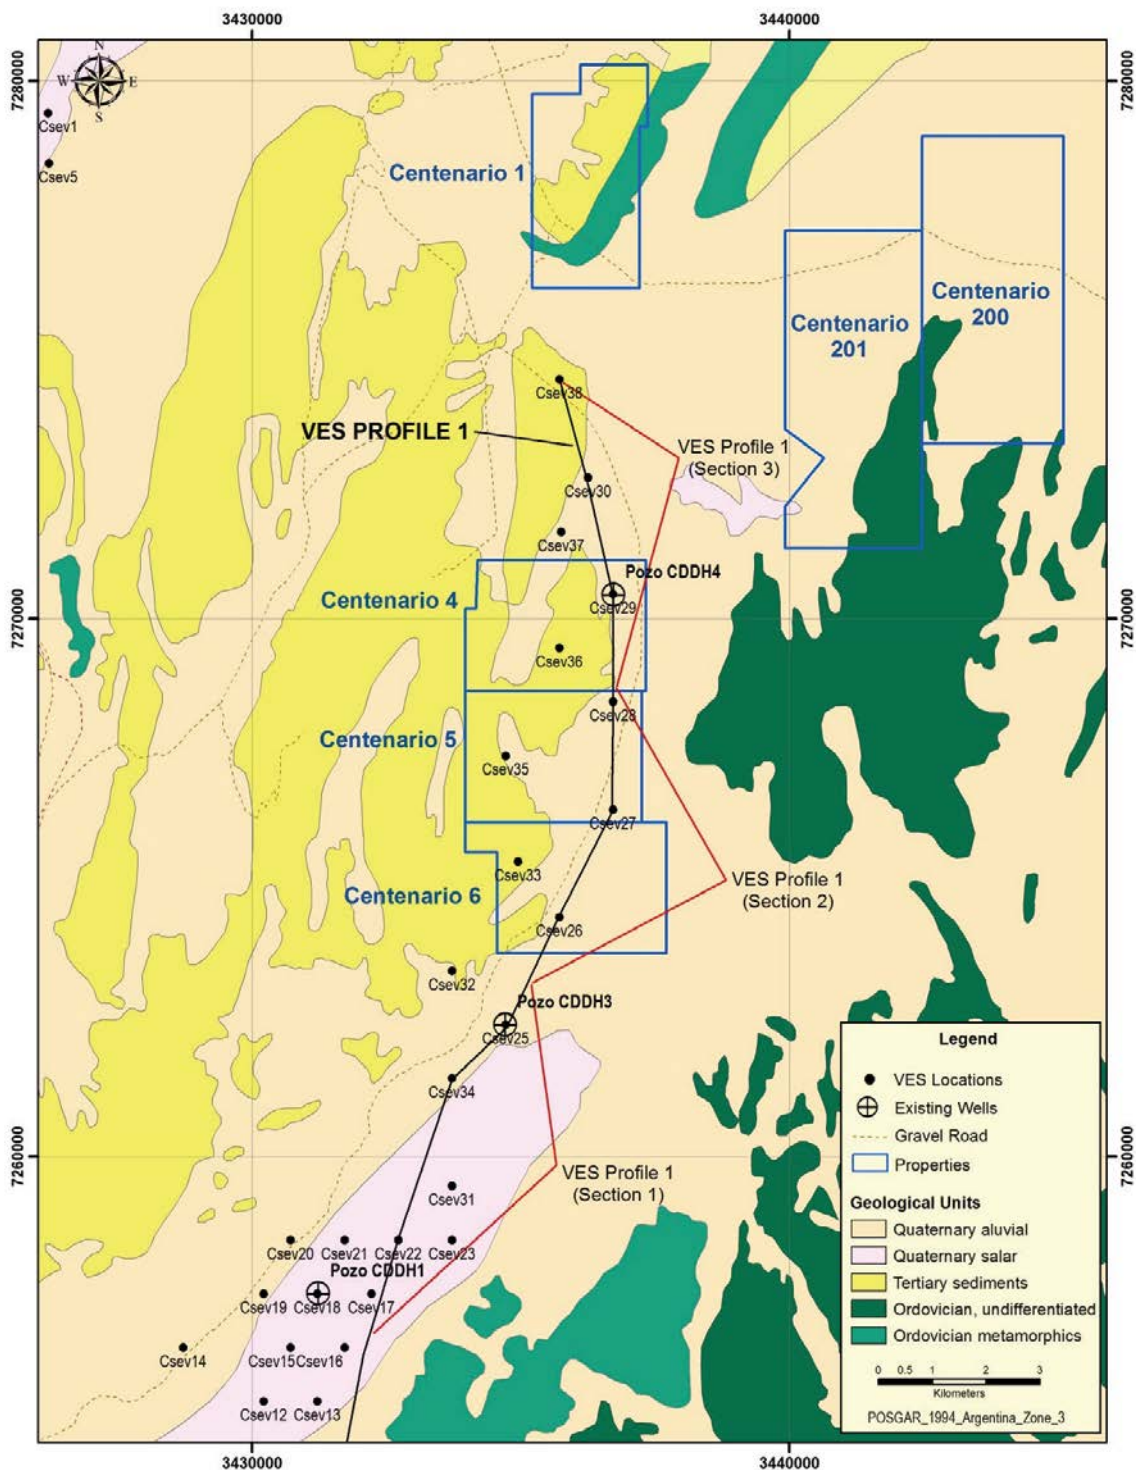 3430000
3440000
N
W
E
S
7280000
7280000
Csev1
Csev5
Centenario 1
Centenario
200
Centenario
201
Csev38
VES PROFILE 1
VES Profile 1
(Section 3)
Csev30
Csev37
Pozo CDDH4
Centenario 4
Csev29
7270000
7270000
Csev36
Csev28
Centenario 5
Csev35
Csev27
Csev33
VES Profile 1
(Section 2)
Centenario 6
Csev26
Csev32
Pozo CDDH3
Csev25
Csev34
7260000
7260000
VES Profile 1
(Section 1)
Csev31
Csev20
Csev21
Csev22
Csev23
Pozo CDDH1
Csev19
Csev18
Csev17
Csev14
Csev15
Csev16
Csev12
Csev13
Legend
VES Locations
Existing Wells
Gravel Road
Properties
Geological Units
Quaternary aluvial
Quaternary salar
Tertiary sediments
Ordovician, undifferentiated
Ordovician metamorphics
0 0.5 1 2 3
Kilometers
POSGAR_1994_Argentina_Zone_3
3430000
3440000